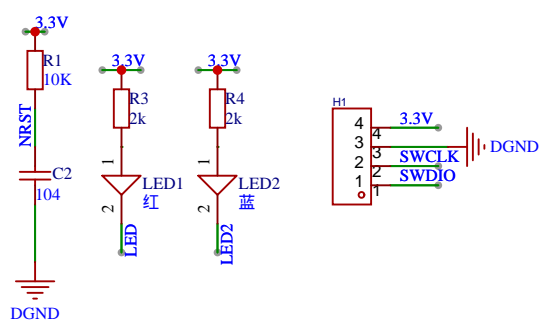 3.3V
R1
10K
NRST
C2
104
DGND
3.3V
R3
2k
1
LED1
红
2
LED
3.3V
R4
2k
1
LED2
蓝
2
LED2
H1
4
3
2
1
4
3
2
1
3.3V
DGND
SWCLK
SWDIO